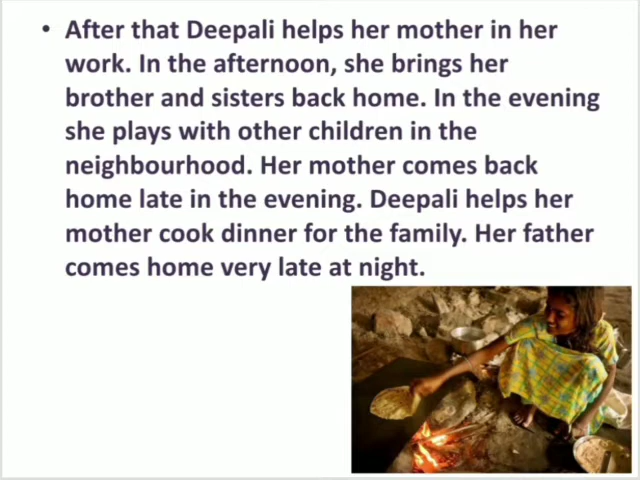 • After that Deepali helps her mother in her
work. In the afternoon, she brings her
brother and sisters back home. In the evening
she plays with other children in the
neighbourhood. Her mother comes back
home late in the evening. Deepali helps her
mother cook dinner for the family. Her father
comes home very late at night.